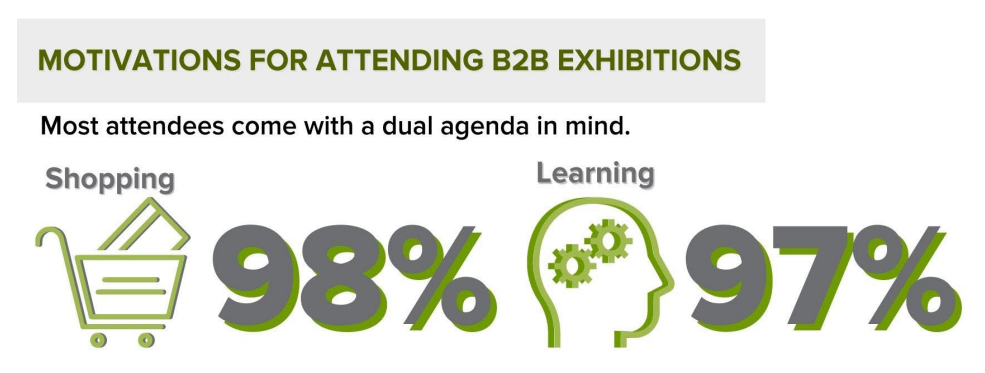 MOTIVATIONS FOR ATTENDING B2B EXHIBITIONS
Most attendees come with a dual agenda in mind.
Shopping
98%
Learning
97%